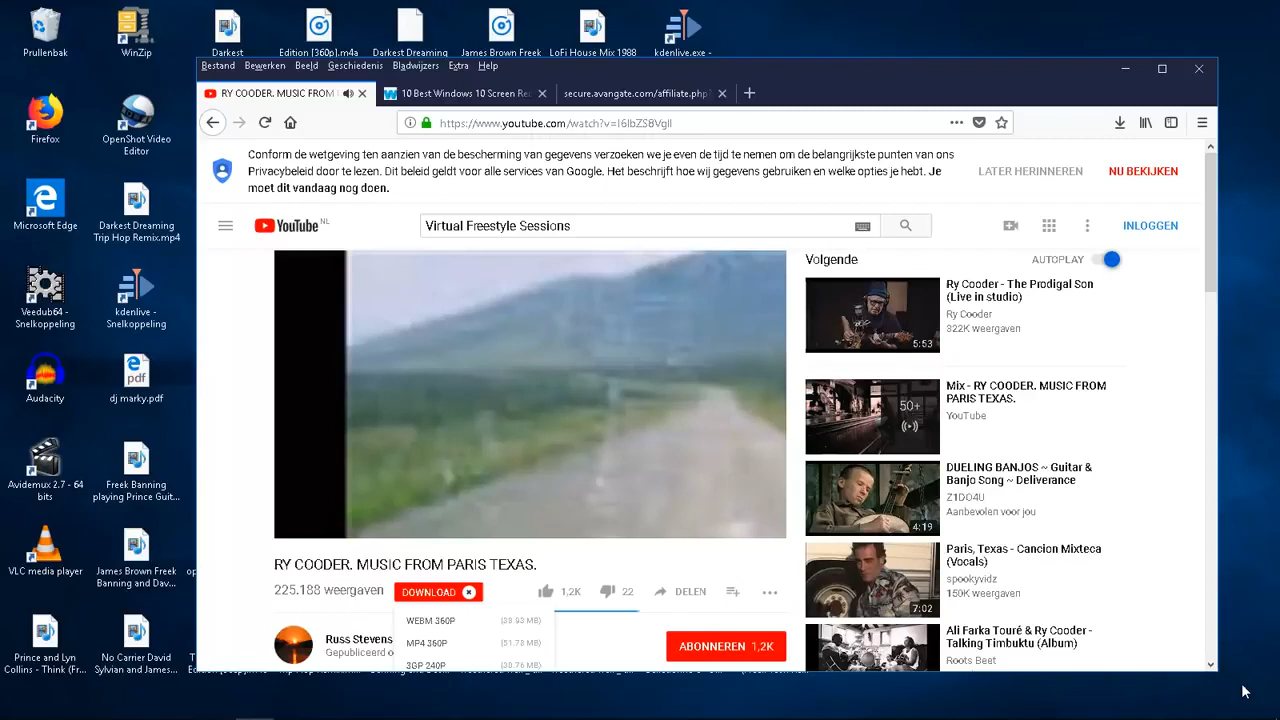 Prullenbak
WinZip
Darkest
Edition [360p].m4a
Darkest Dreaming
James Brown Freek
LoFi House Mix 1988
kdenlive.exe -
Bestand Bewerken Beeld Geschiedenis Bladwijzers Extra Help
RY COODER. MUSIC FROM
10 Best Windows 10 Screen Re
secure.avangate.com/affiliate.php?
Firefox
OpenShot Video
Editor
Conform de wetgeving ten aanzien van de bescherming van gegevens verzoeken we je even de tijd te nemen om de belangrijkste punten van ons
Privacybeleid door te lezen. Dit beleid geldt voor alle services van Google. Het beschrijft hoe wij gegevens gebruiken en welke opties je hebt. Je
moet dit vandaag nog doen.
LATER HERINNEREN
NU BEKIJKEN
Microsoft Edge
Darkest Dreaming
Trip Hop Remix.mp4
YouTube NL
Virtual Freestyle Sessions
INLOGGEN
Volgende
AUTOPLAY
Veedub64 -
Snelkoppeling
kdenlive -
Snelkoppeling
Ry Cooder - The Prodigal Son
(Live in studio)
Ry Cooder
322K weergaven
5:53
Audacity
pdf
dj marky.pdf
Mix - RY COODER. MUSIC FROM
PARIS TEXAS.
YouTube
50+
Avidemux 2.7 - 64
bits
Freek Banning
playing Prince Guit...
DUELING BANJOS ~ Guitar &
Banjo Song ~ Deliverance
Z1DO4U
Aanbevolen voor jou
4:19
VLC media player
James Brown Freek
Banning and Dav...
RY COODER. MUSIC FROM PARIS TEXAS.
225.188 weergaven
DOWNLOAD
1,2K
22
DELEN
Paris, Texas - Cancion Mixteca
(Vocals)
spookyvidz
150K weergaven
7:02
WEBM 360P
MP4 360P
3GP 240P
Russ Stevens
Gepubliceerd o
ABONNEREN 1,2K
Ali Farka Touré & Ry Cooder -
Talking Timbuktu (Album)
Roots Beet
Prince and Lyn
Collins - Think (Fr...
No Carrier David
Sylvian and James...